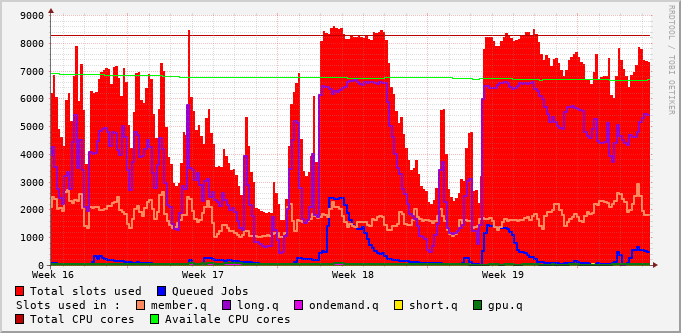 9000
8000
7000
6000
5000
4000
3000
2000
1000
0
Week 16 Week 17 Week 18 Week 19
RRDTOOL / TOBI OETIKER
Total slots used Queued Jobs
Slots used in : member.q long.q ondemand.q short.q gpu.q
Total CPU cores Availale CPU cores